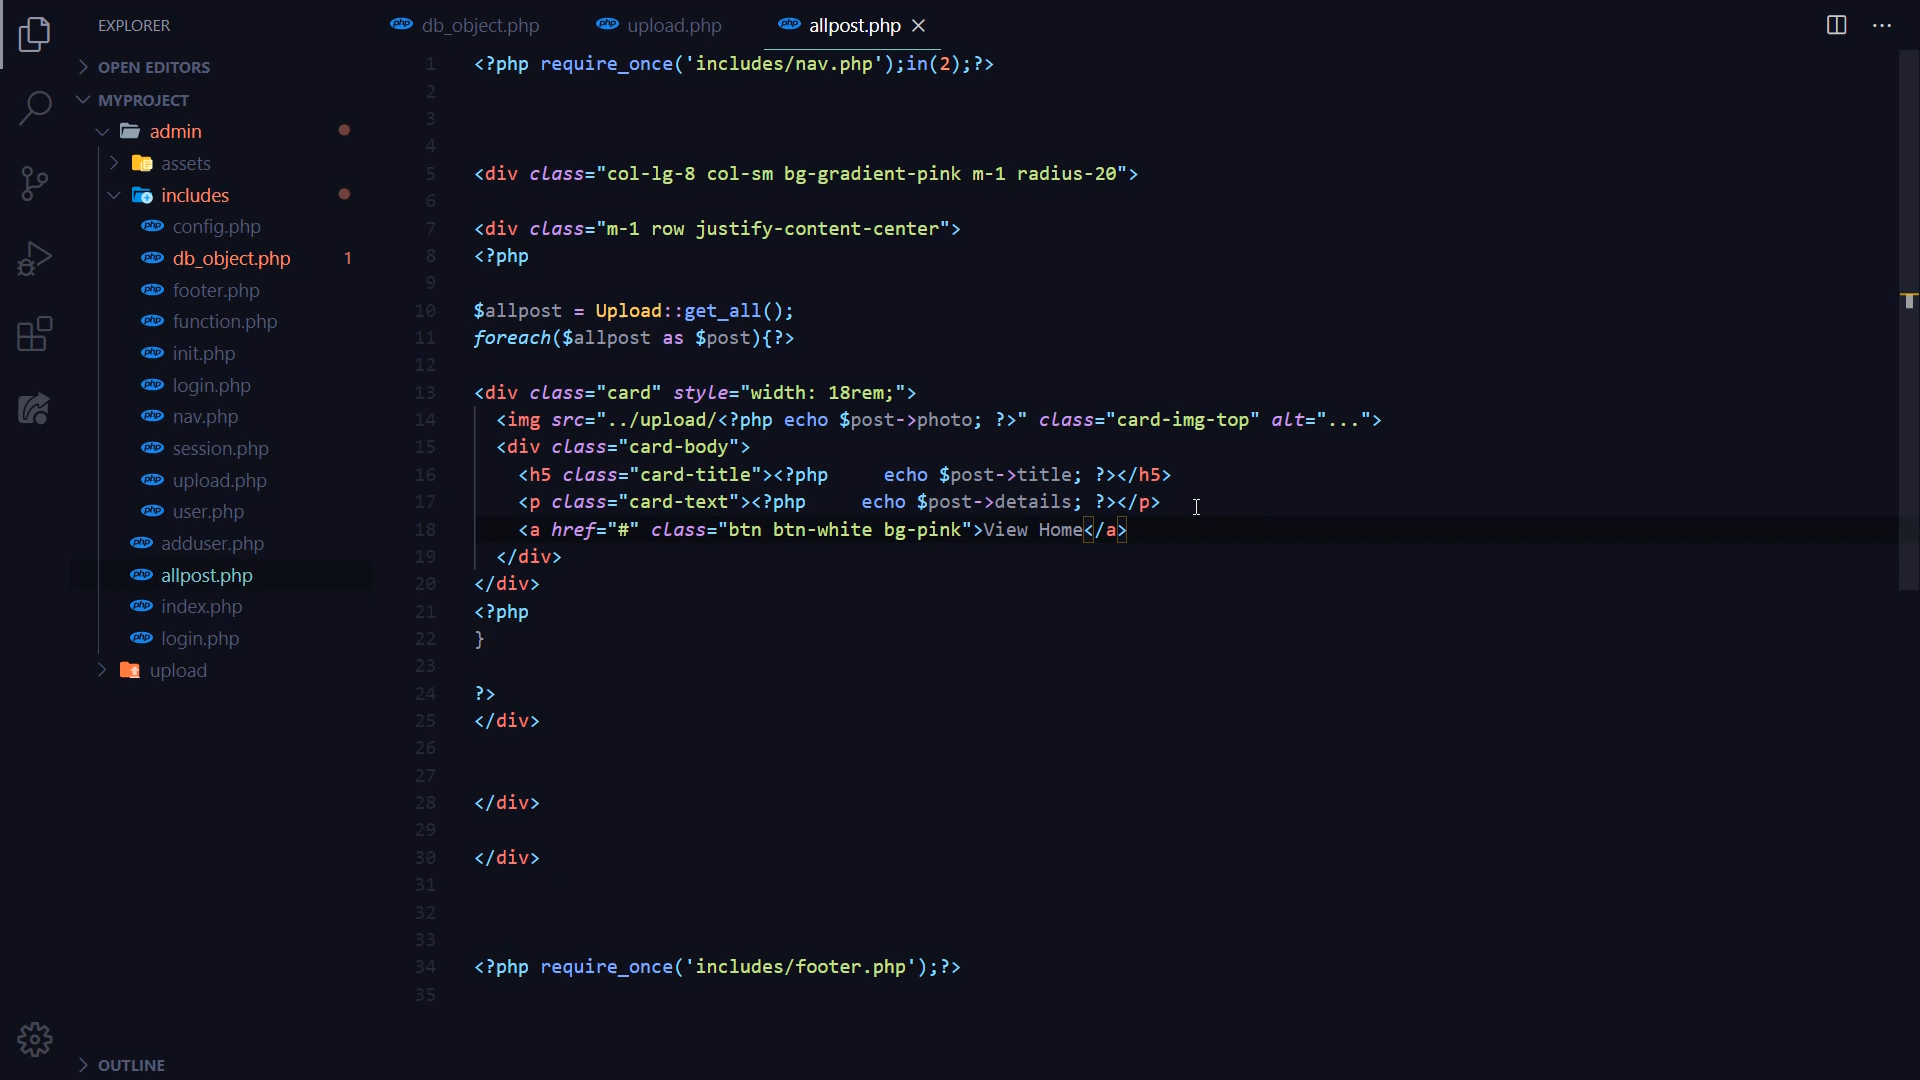 EXPLORER
OPEN EDITORS
MYPROJECT
admin
assets
includes
config.php
db_object.php 1
footer.php
function.php
init.php
login.php
nav.php
session.php
upload.php
user.php
adduser.php
allpost.php
index.php
login.php
upload
OUTLINE
db_object.php upload.php allpost.php
1 <?php require_once('includes/nav.php');in(2);?>
2
3
4
5 <div class="col-lg-8 col-sm bg-gradient-pink m-1 radius-20">
6
7 <div class="m-1 row justify-content-center">
8 <?php
9
10 $allpost = Upload::get_all();
11 foreach($allpost as $post){?>
12
13 <div class="card" style="width: 18rem;">
14 <img src="../upload/<?php echo $post->photo; ?>" class="card-img-top" alt="...">
15 <div class="card-body">
16 <h5 class="card-title"><?php     echo $post->title; ?></h5>
17 <p class="card-text"><?php     echo $post->details; ?></p>
18 <a href="#" class="btn btn-white bg-pink">View Home</a>
19 </div>
20 </div>
21 <?php
22 }
23
24 ?>
25 </div>
26
27
28 </div>
29
30 </div>
31
32
33
34 <?php require_once('includes/footer.php');?>
35